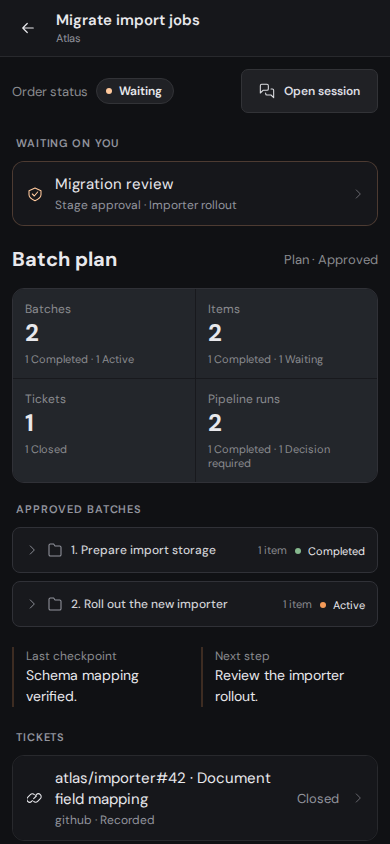 Migrate import jobs
Atlas
Order status
Waiting
Open session
WAITING ON YOU
Migration review
Stage approval · Importer rollout
Batch plan
Plan · Approved
Batches
2
1 Completed · 1 Active
Items
2
1 Completed · 1 Waiting
Tickets
1
1 Closed
Pipeline runs
2
1 Completed · 1 Decision
required
APPROVED BATCHES
1. Prepare import storage
1 item
Completed
2. Roll out the new importer
1 item
Active
Last checkpoint
Schema mapping
verified.
Next step
Review the importer
rollout.
TICKETS
atlas/importer#42 · Document
field mapping
github · Recorded
Closed